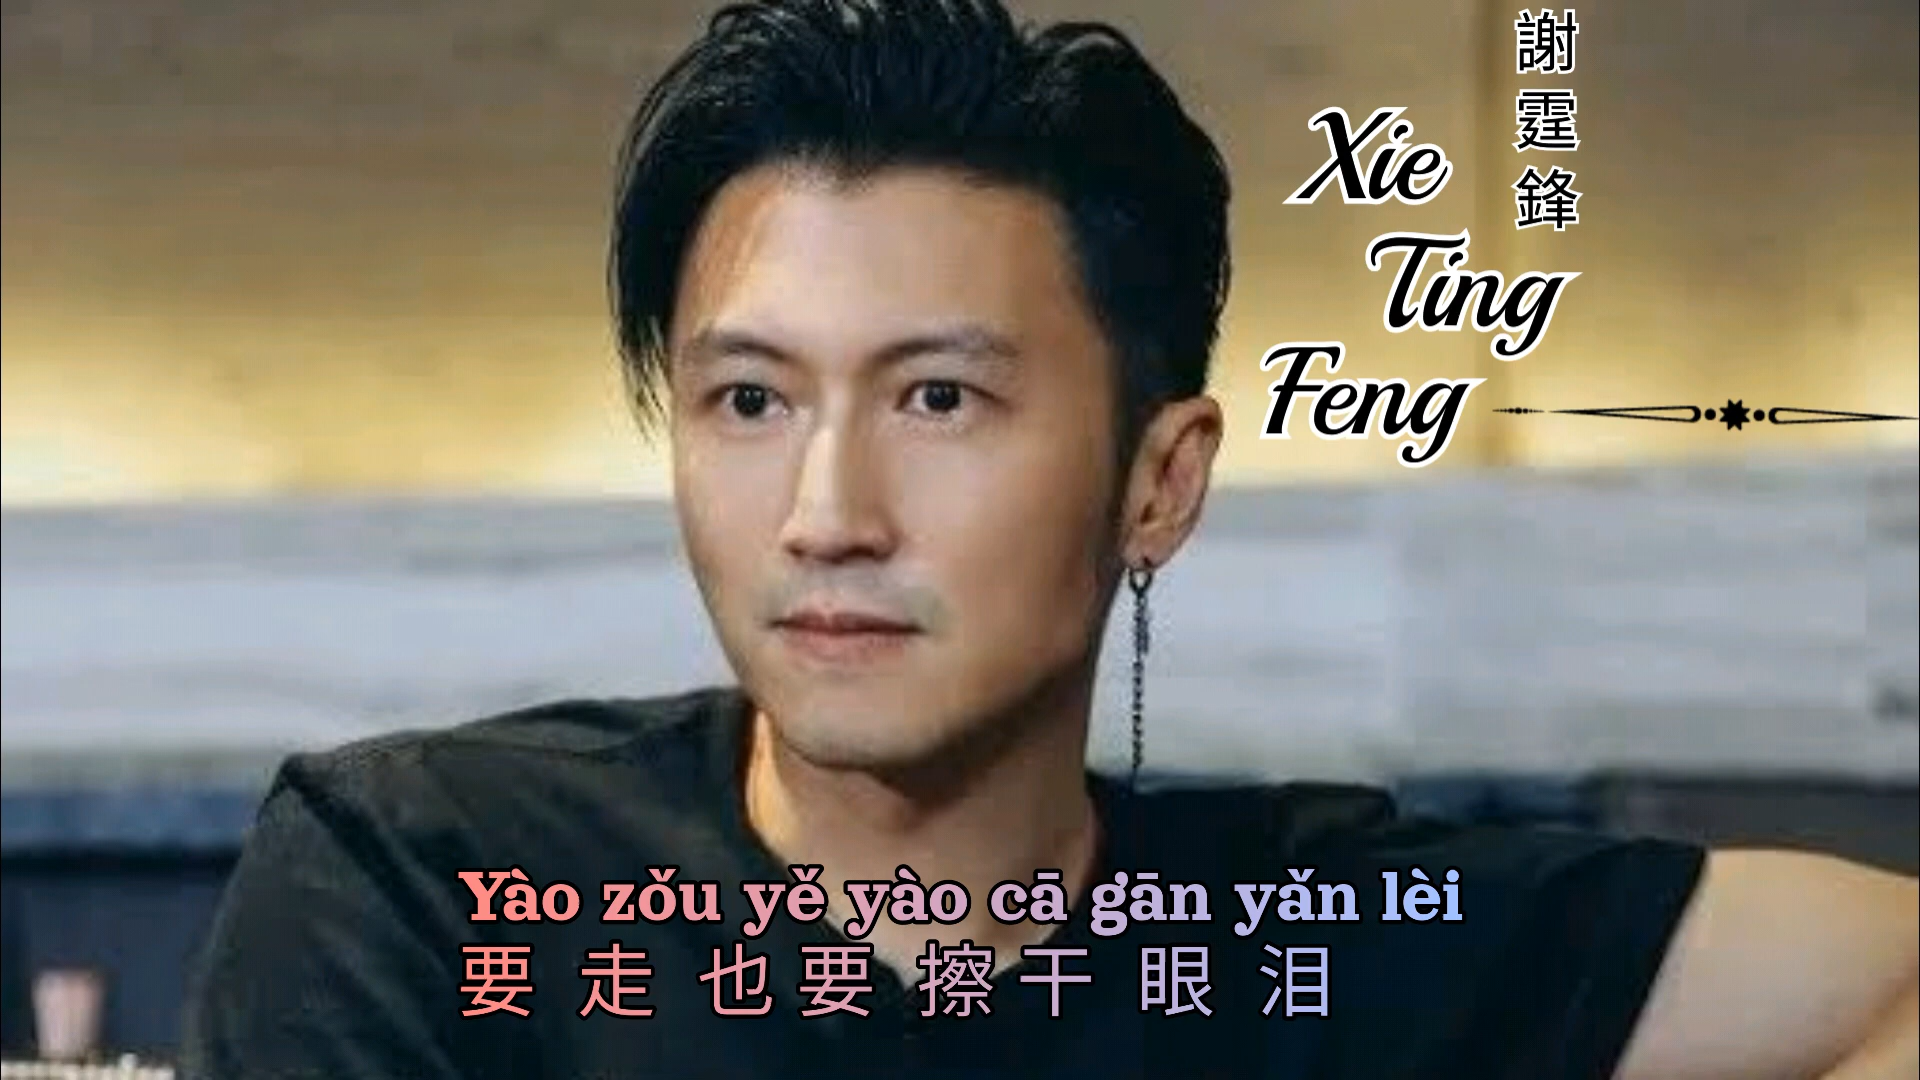 謝霆鋒
Xie
Ting
Feng
Yào zǒu yě yào cā gān yǎn lèi
要 走 也 要 擦 干 眼 泪